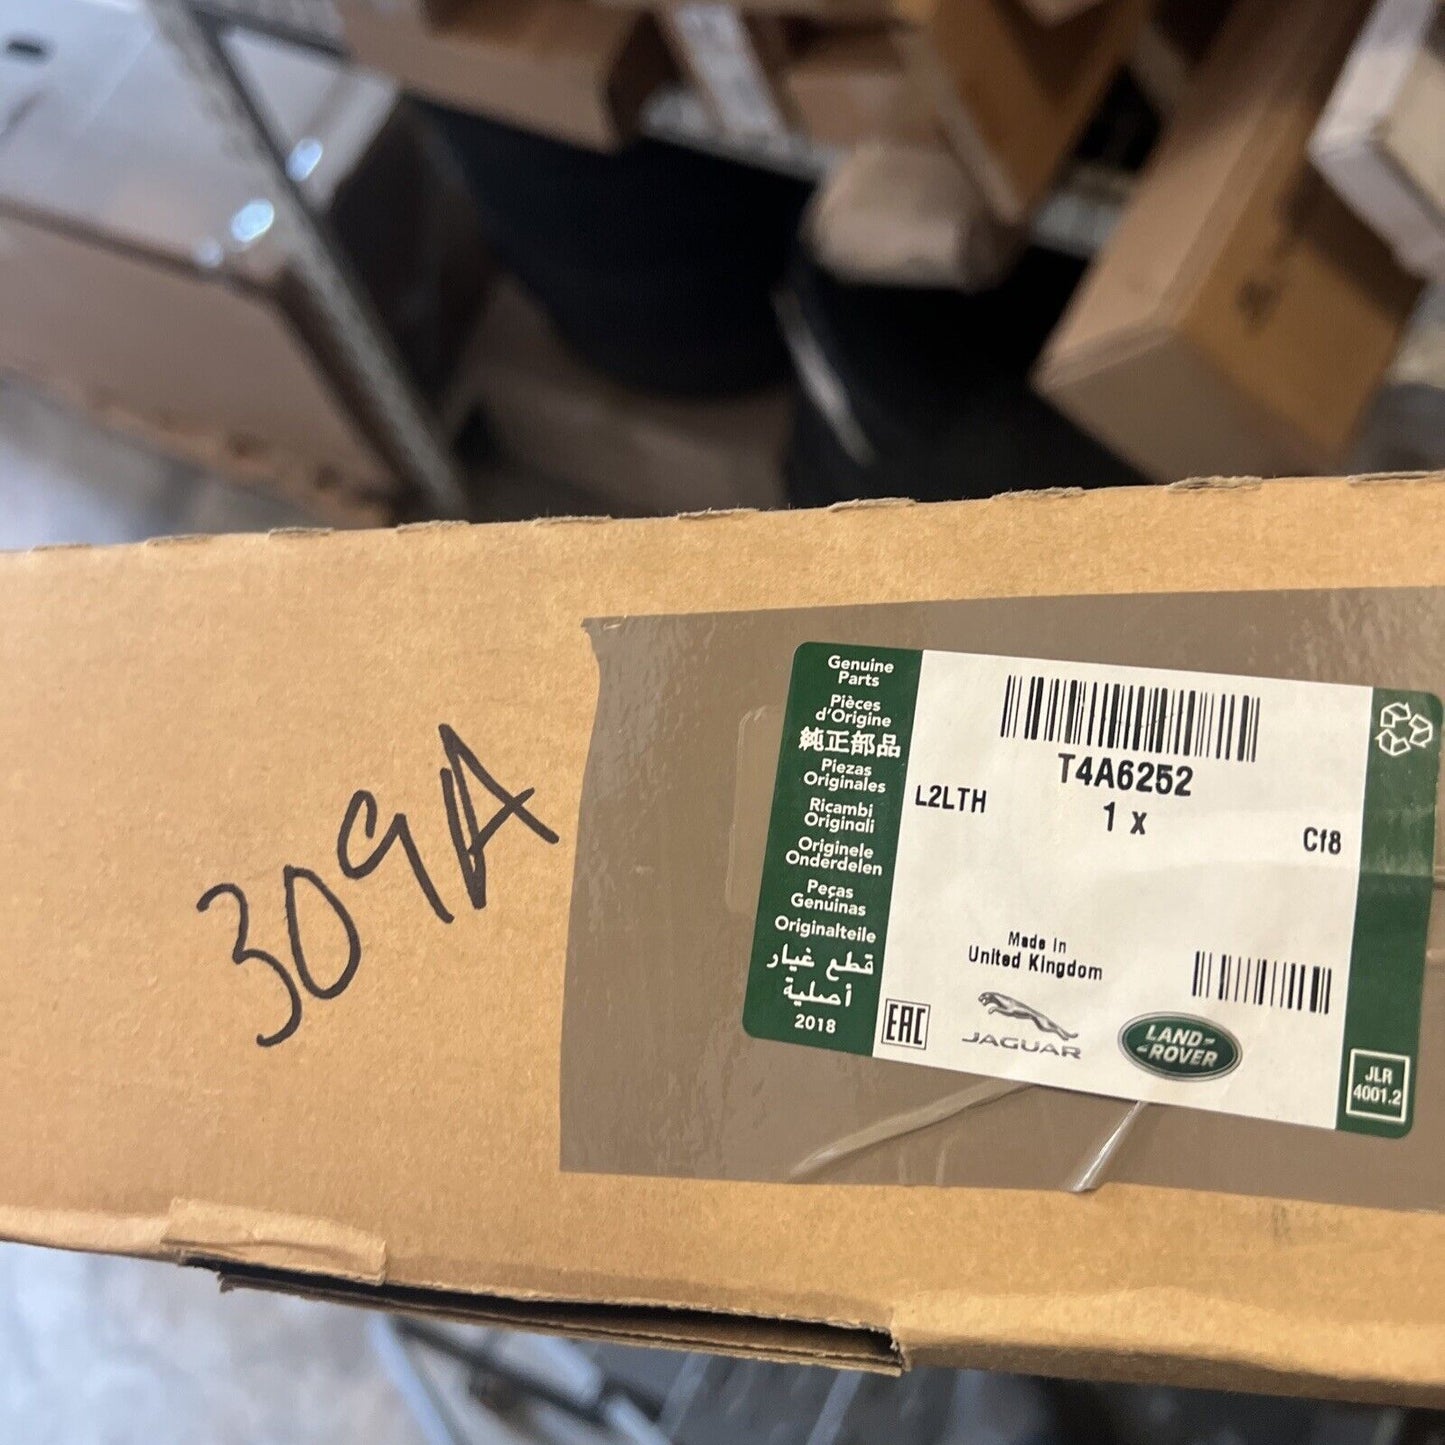 309A
Genuine
Parts
Pièces
d'Origine
純正部品
Piezas
Originales
Ricambi
Originali
Originele
Onderdelen
Peças
Genuinas
Originalteile
قطع غيار
أصلية
2018
T4A6252
L2LTH
1 x
Cf8
Made in
United Kingdom
EAC
JAGUAR
LAND-
-ROVER
JLR
4001.2